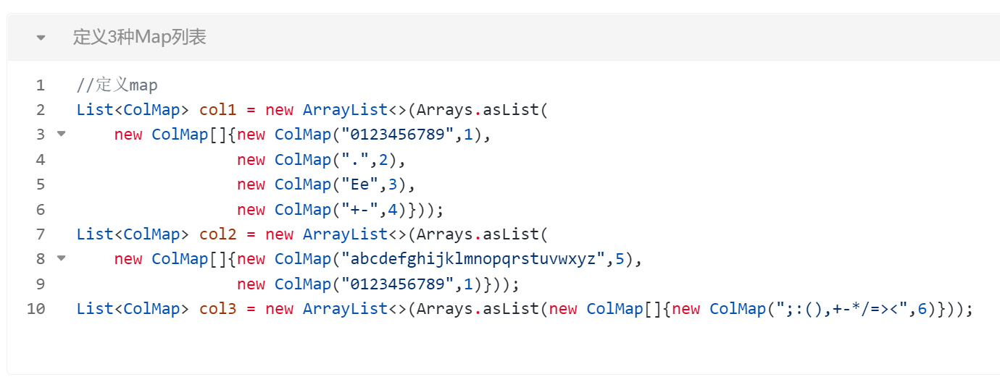 定义3种Map列表
1 //定义map
2 List<ColMap> col1 = new ArrayList<>(Arrays.asList(
3     new ColMap[]{new ColMap("0123456789",1),
4                  new ColMap(".",2),
5                  new ColMap("Ee",3),
6                  new ColMap("+-",4)}));
7 List<ColMap> col2 = new ArrayList<>(Arrays.asList(
8     new ColMap[]{new ColMap("abcdefghijklmnopqrstuvwxyz",5),
9                  new ColMap("0123456789",1)}));
10 List<ColMap> col3 = new ArrayList<>(Arrays.asList(new ColMap[]{new ColMap(";:(),+-*/=><",6)}));